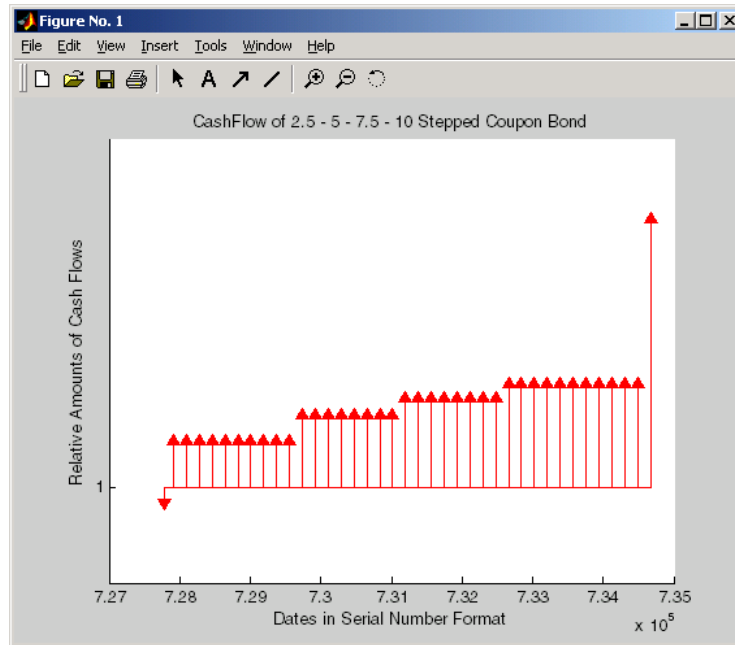 Figure No. 1
File Edit View Insert Tools Window Help
A
CashFlow of 2.5 - 5 - 7.5 - 10 Stepped Coupon Bond
Relative Amounts of Cash Flows
1
7.27 7.28 7.29 7.3 7.31 7.32 7.33 7.34 7.35
Dates in Serial Number Format
x 10⁵